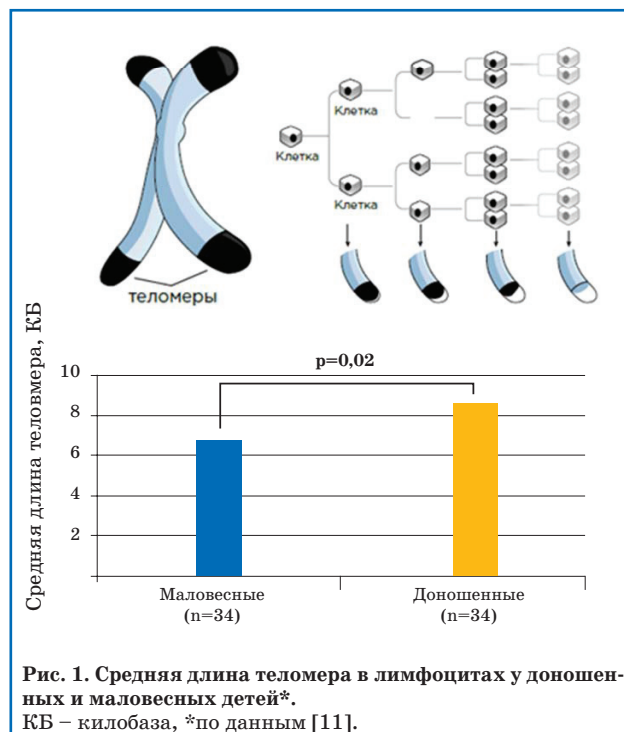 Клетка
Клетка
Клетка
теломеры
Средняя длина теловмера, КБ
p=0,02
10
8
6
4
2
Маловесные
(n=34)
Доношенные
(n=34)
Рис. 1. Средняя длина теломера в лимфоцитах у доношен-
ных и маловесных детей*.
КБ – килобаза, *по данным [11].